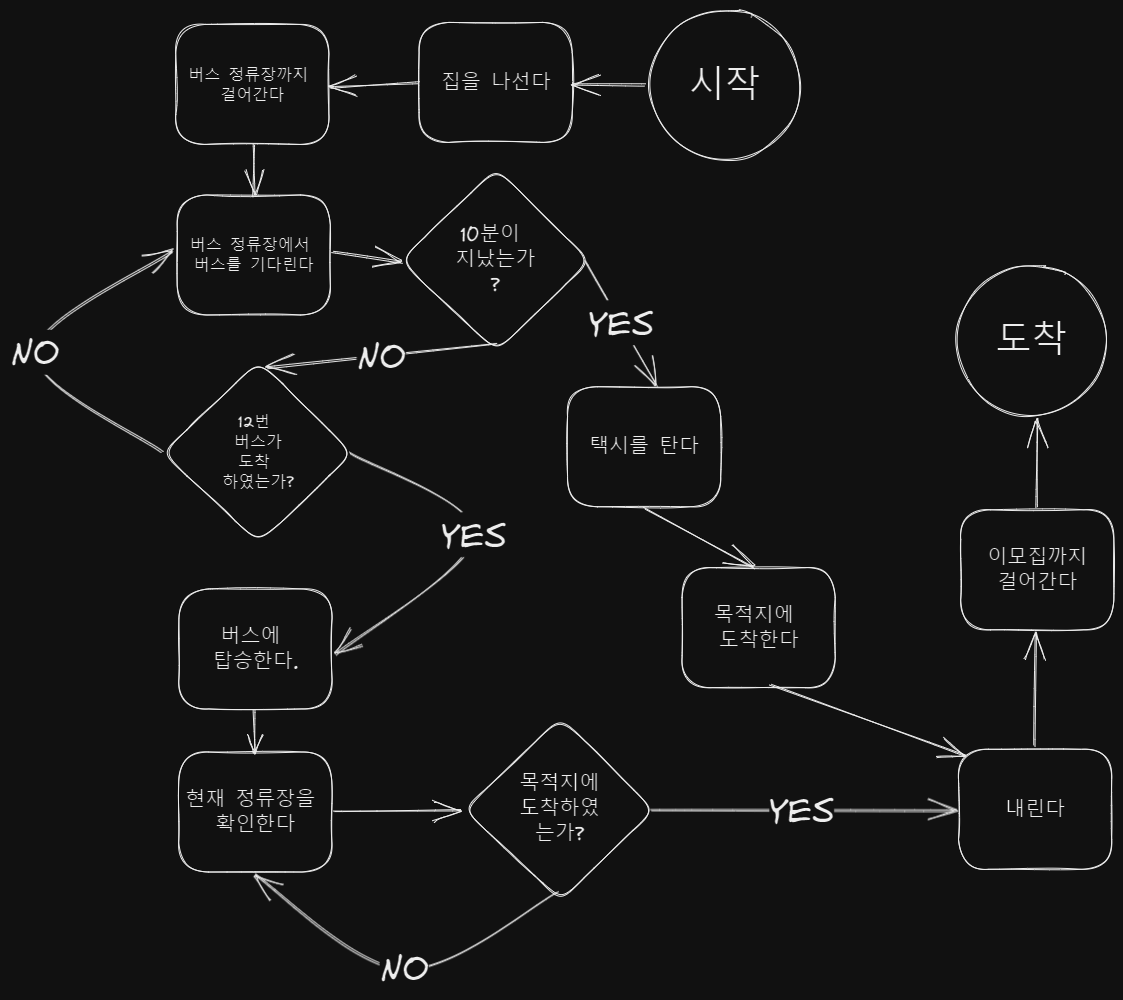 시작
집을 나선다
버스 정류장까지
걸어간다
버스 정류장에서
버스를 기다린다
10분이
지났는가
?
YES
NO
NO
12번
버스가
도착
하였는가?
YES
택시를 탄다
목적지에
도착한다
버스에
탑승한다.
현재 정류장을
확인한다
목적지에
도착하였
는가?
NO
YES
내린다
이모집까지
걸어간다
도착